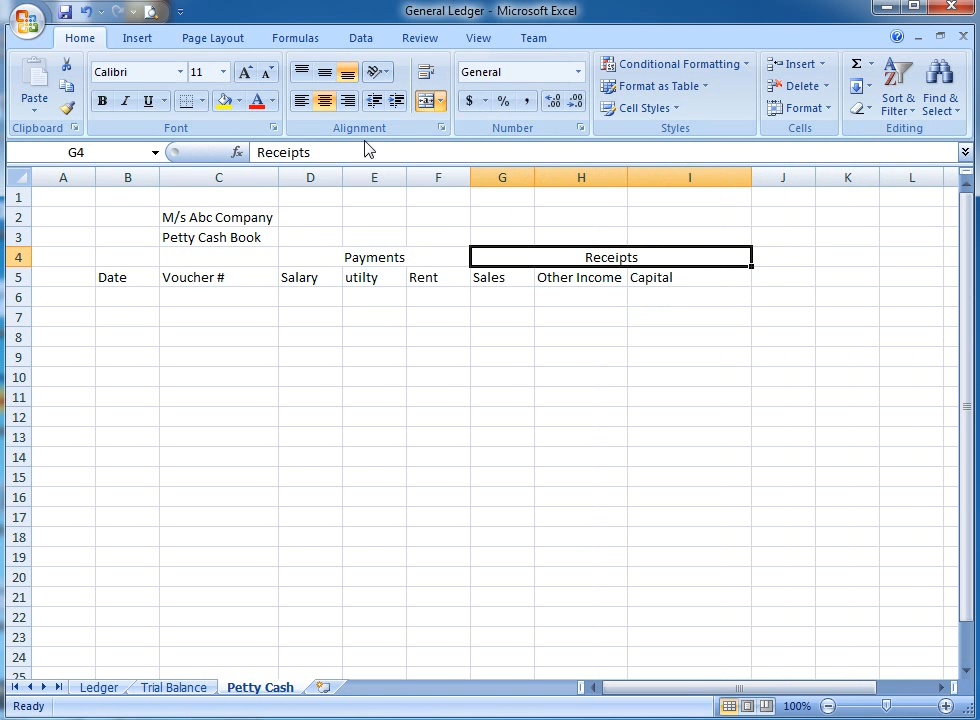 General Ledger - Microsoft Excel
Home Insert Page Layout Formulas Data Review View Team
Calibri 11 A A General Conditional Formatting Insert Σ
Paste Format as Table Delete Sort & Find &
B I U A $ % , .00 .0 Cell Styles Format Filter Select
Clipboard Font Alignment Number Styles Cells Editing
G4 fx Receipts
A B C D E F G H I J K L
1
2 M/s Abc Company
3 Petty Cash Book
4 Payments Receipts
5 Date Voucher # Salary utilty Rent Sales Other Income Capital
6
7
8
9
10
11
12
13
14
15
16
17
18
19
20
21
22
23
24
25
Ledger Trial Balance Petty Cash
Ready 100%